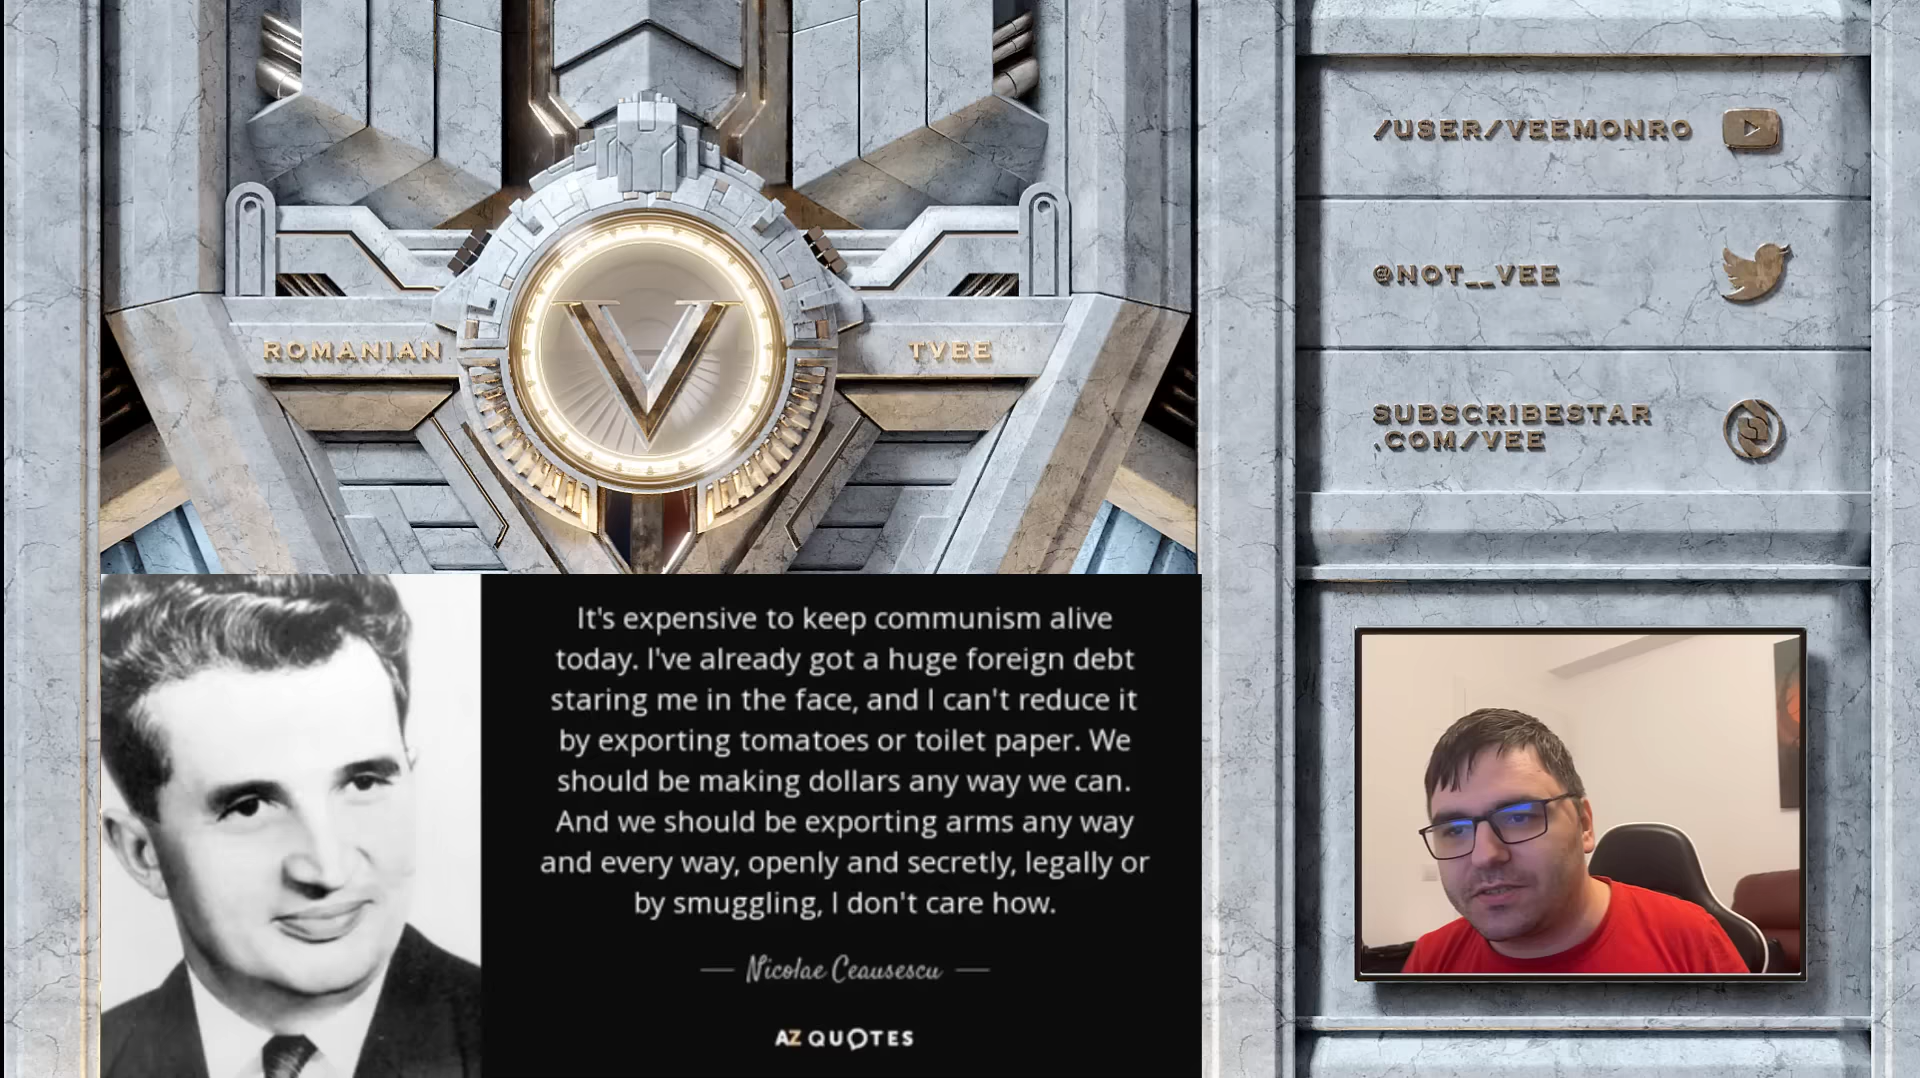 ROMANIAN
V
TVEE
/USER/VEEMONRO
@NOT__VEE
SUBSCRIBESTAR
.COM/VEE
It's expensive to keep communism alive
today. I've already got a huge foreign debt
staring me in the face, and I can't reduce it
by exporting tomatoes or toilet paper. We
should be making dollars any way we can.
And we should be exporting arms any way
and every way, openly and secretly, legally or
by smuggling, I don't care how.
— Nicolae Ceausescu —
AZ QUOTES